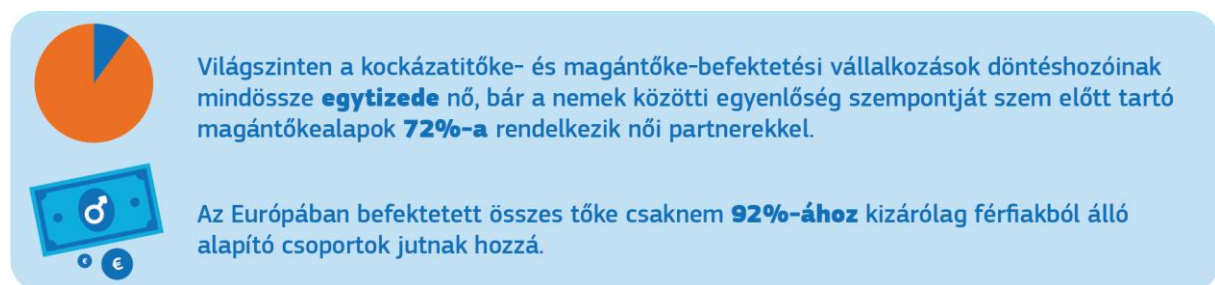 Világszinten a kockázatitőke- és magántőke-befektetési vállalkozások döntéshozóinak
mindössze egytizede nő, bár a nemek közötti egyenlőség szempontját szem előtt tartó
magántőkealapok 72%-a rendelkezik női partnerekkel.
Az Európában befektetett összes tőke csaknem 92%-ához kizárólag férfiakból álló
alapító csoportok jutnak hozzá.
€ €